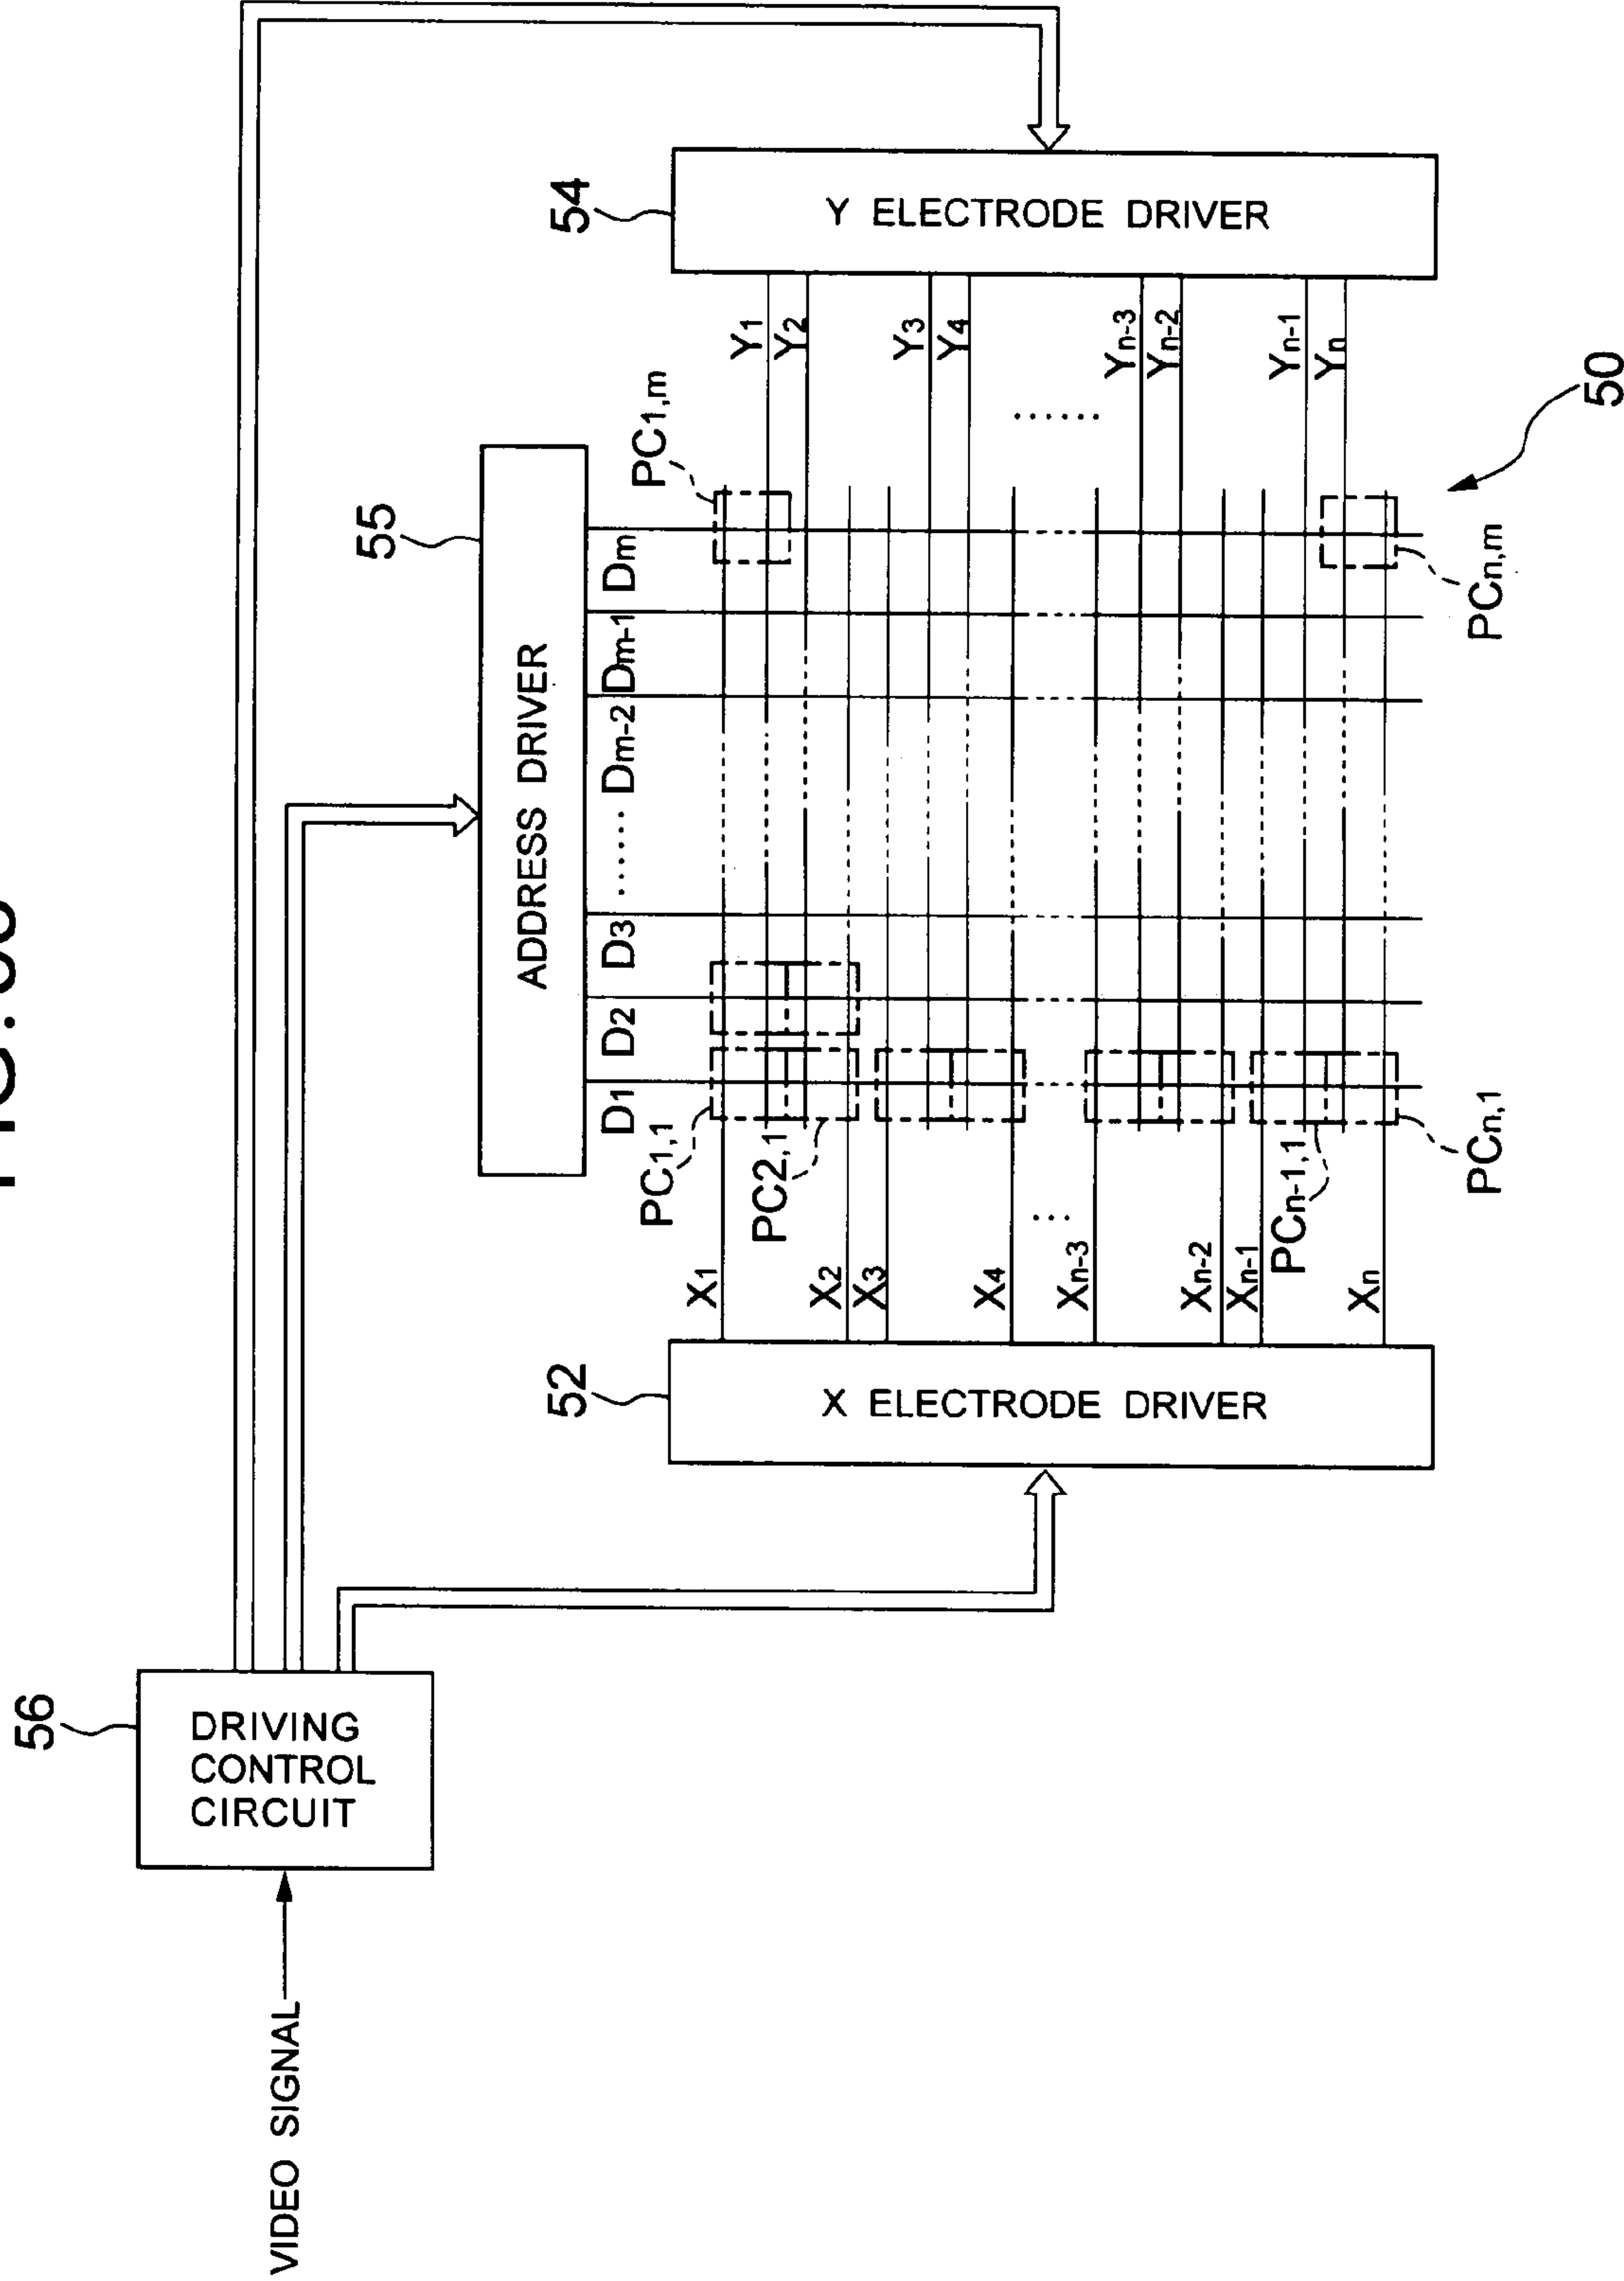 56
DRIVING
CONTROL
CIRCUIT
VIDEO SIGNAL
55
ADDRESS DRIVER
D1
D2
D3
......
Dm-2
Dm-1
Dm
52
X ELECTRODE DRIVER
54
Y ELECTRODE DRIVER
X1
X2
X3
X4
...
Xn-3
Xn-2
Xn-1
Xn
PC1,1
PC2,1
PCn-1,1
PCn,1
PC1,m
PCn,m
Y1
Y2
Y3
Y4
......
Yn-3
Yn-2
Yn-1
Yn
50